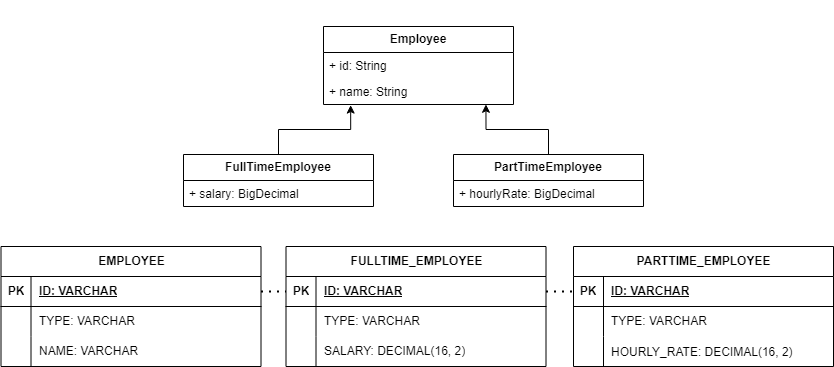 Employee
+ id: String
+ name: String
FullTimeEmployee
+ salary: BigDecimal
PartTimeEmployee
+ hourlyRate: BigDecimal
EMPLOYEE
PK ID: VARCHAR
TYPE: VARCHAR
NAME: VARCHAR
FULLTIME_EMPLOYEE
PK ID: VARCHAR
TYPE: VARCHAR
SALARY: DECIMAL(16, 2)
PARTTIME_EMPLOYEE
PK ID: VARCHAR
TYPE: VARCHAR
HOURLY_RATE: DECIMAL(16, 2)